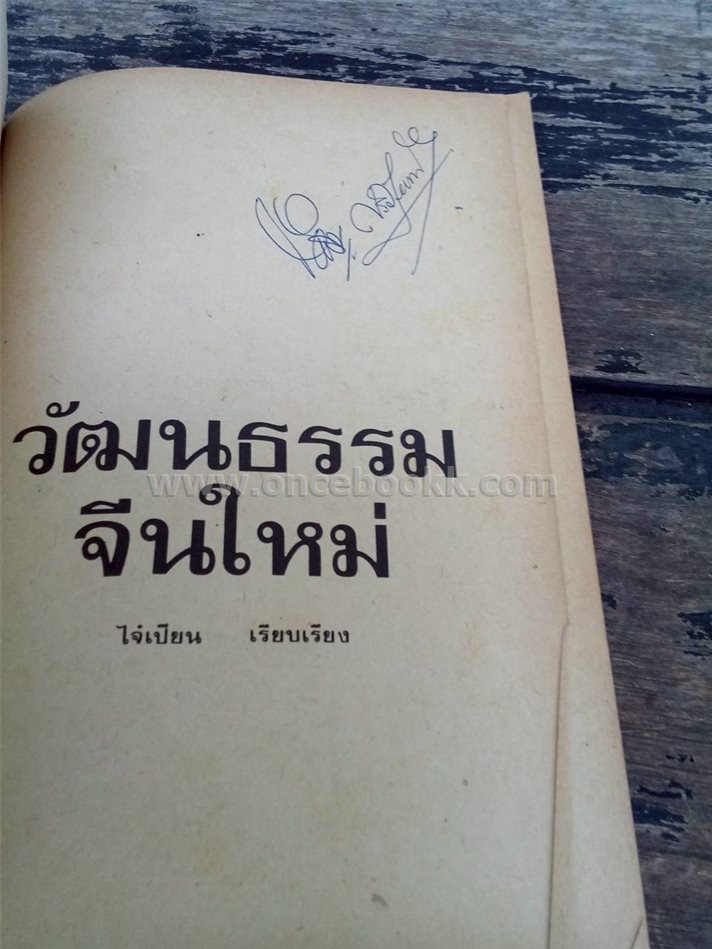 วัฒนธรรม
www.oncebookk.com
จีนใหม่
ไจ๋เปียน เรียบเรียง